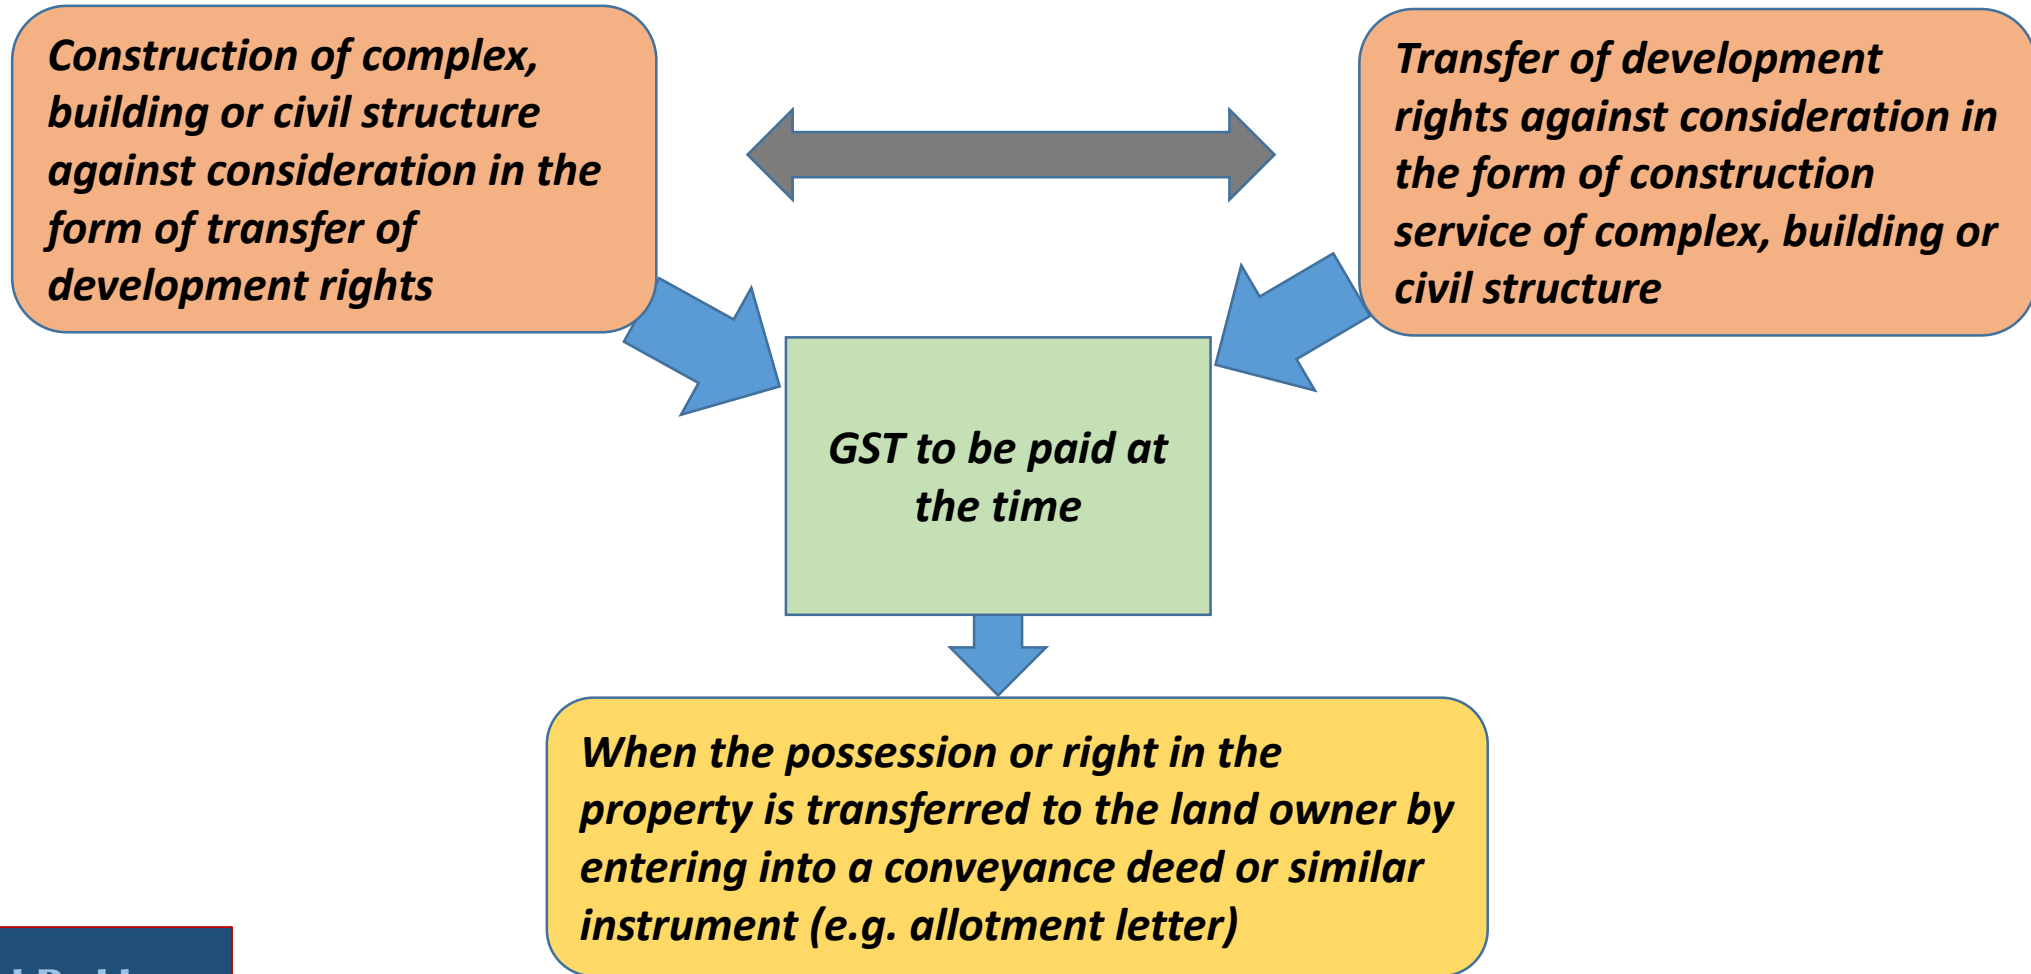 Construction of complex,
building or civil structure
against consideration in the
form of transfer of
development rights
Transfer of development
rights against consideration in
the form of construction
service of complex, building or
civil structure
GST to be paid at
the time
When the possession or right in the
property is transferred to the land owner by
entering into a conveyance deed or similar
instrument (e.g. allotment letter)